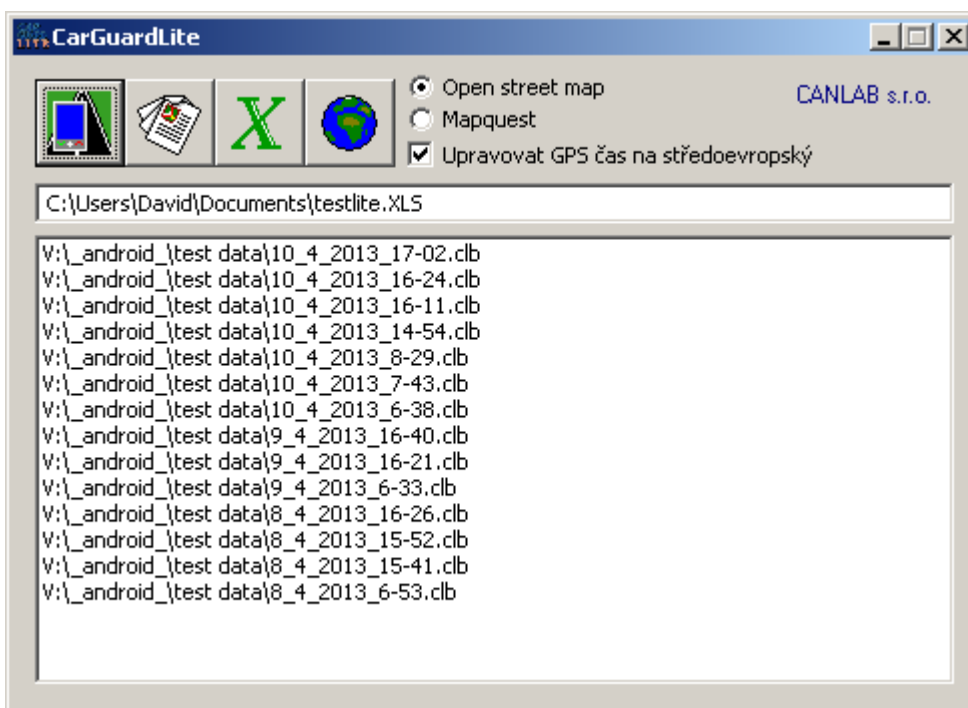 CarGuardLite
Open street map
CANLAB s.r.o.
Mapquest
Upravovat GPS čas na středoevropský
C:\Users\David\Documents\testlite.XLS
V:\_android_\test data\10_4_2013_17-02.clb
V:\_android_\test data\10_4_2013_16-24.clb
V:\_android_\test data\10_4_2013_16-11.clb
V:\_android_\test data\10_4_2013_14-54.clb
V:\_android_\test data\10_4_2013_8-29.clb
V:\_android_\test data\10_4_2013_7-43.clb
V:\_android_\test data\10_4_2013_6-38.clb
V:\_android_\test data\9_4_2013_16-40.clb
V:\_android_\test data\9_4_2013_16-21.clb
V:\_android_\test data\9_4_2013_6-33.clb
V:\_android_\test data\8_4_2013_16-26.clb
V:\_android_\test data\8_4_2013_15-52.clb
V:\_android_\test data\8_4_2013_15-41.clb
V:\_android_\test data\8_4_2013_6-53.clb